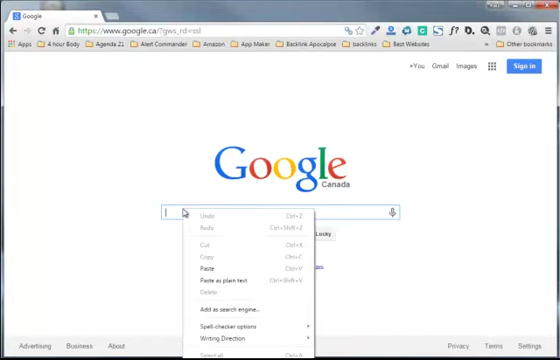 Google
https://www.google.ca/?gws_rd=ssl
Apps 4 hour Body Agenda 21 Alert Commander Amazon App Maker Backlink Apocalypse backlinks Best Websites » Other bookmarks
+You Gmail Images Sign in
Google
Canada
Undo Ctrl+Z
Redo Ctrl+Shift+Z
Lucky
Cut Ctrl+X
Copy Ctrl+C
Paste Ctrl+V
Paste as plain text Ctrl+Shift+V
Delete
Add as search engine...
Spell-checker options
Writing Direction
Select all Ctrl+A
Advertising Business About Privacy Terms Settings